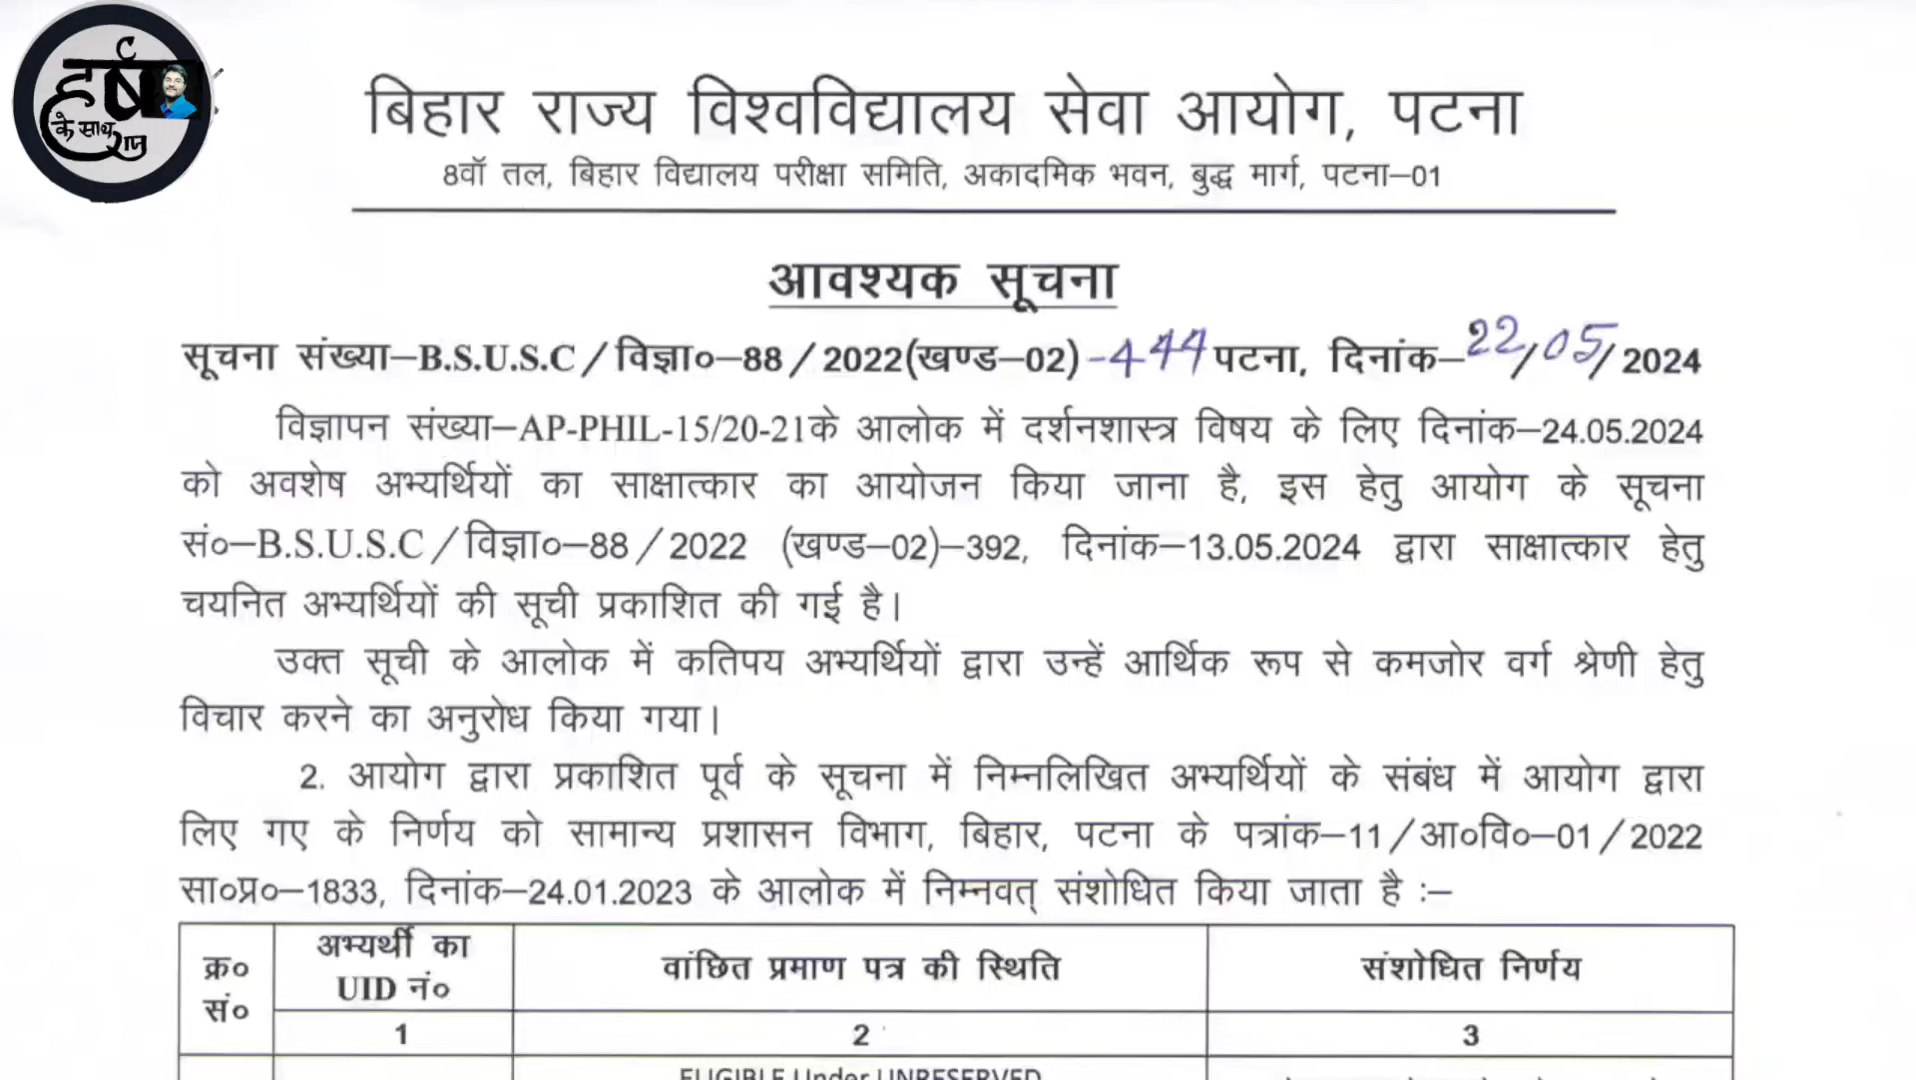 हर्ष
के साथ
राज
बिहार राज्य विश्वविद्यालय सेवा आयोग, पटना
8वॉ तल, बिहार विद्यालय परीक्षा समिति, अकादमिक भवन, बुद्ध मार्ग, पटना–01
आवश्यक सूचना
सूचना संख्या–B.S.U.S.C/विज्ञा०–88/2022(खण्ड–02)-444 पटना, दिनांक–22/05/2024
विज्ञापन संख्या–AP-PHIL-15/20-21के आलोक में दर्शनशास्त्र विषय के लिए दिनांक–24.05.2024
को अवशेष अभ्यर्थियों का साक्षात्कार का आयोजन किया जाना है, इस हेतु आयोग के सूचना
सं०–B.S.U.S.C/विज्ञा०–88/2022 (खण्ड–02)–392, दिनांक–13.05.2024 द्वारा साक्षात्कार हेतु
चयनित अभ्यर्थियों की सूची प्रकाशित की गई है।
उक्त सूची के आलोक में कतिपय अभ्यर्थियों द्वारा उन्हें आर्थिक रूप से कमजोर वर्ग श्रेणी हेतु
विचार करने का अनुरोध किया गया।
2. आयोग द्वारा प्रकाशित पूर्व के सूचना में निम्नलिखित अभ्यर्थियों के संबंध में आयोग द्वारा
लिए गए के निर्णय को सामान्य प्रशासन विभाग, बिहार, पटना के पत्रांक–11/आ०वि०–01/2022
सा०प्र०–1833, दिनांक–24.01.2023 के आलोक में निम्नवत् संशोधित किया जाता है :–
क्र० सं०
अभ्यर्थी का
UID नं०
वांछित प्रमाण पत्र की स्थिति
संशोधित निर्णय
1 2 3
ELIGIBLE Under UNRESERVED